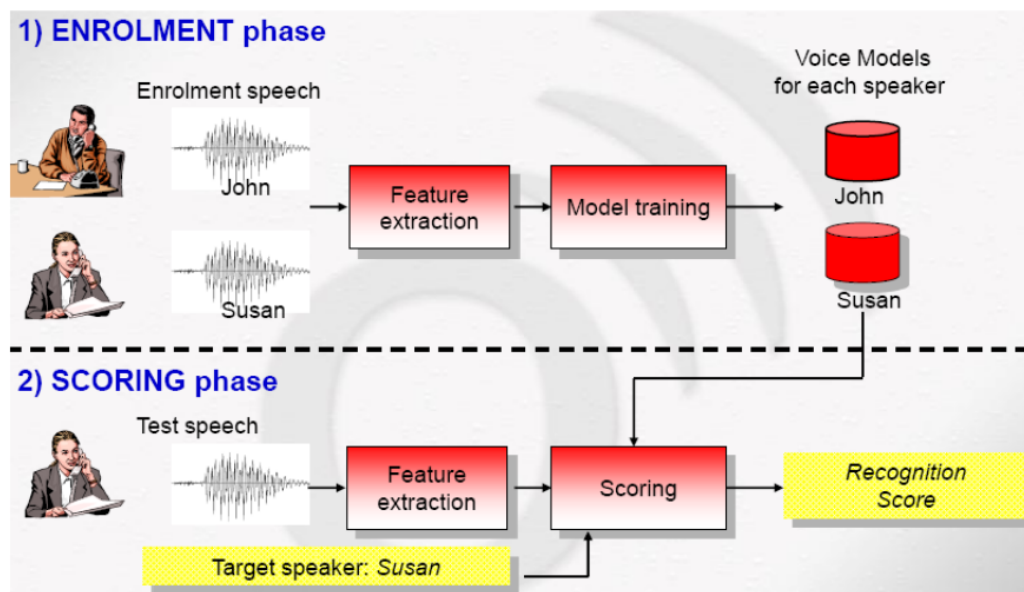 1) ENROLMENT phase
Enrolment speech
John
Susan
Feature
extraction
Model training
Voice Models
for each speaker
John
Susan
2) SCORING phase
Test speech
Feature
extraction
Scoring
Recognition
Score
Target speaker: Susan